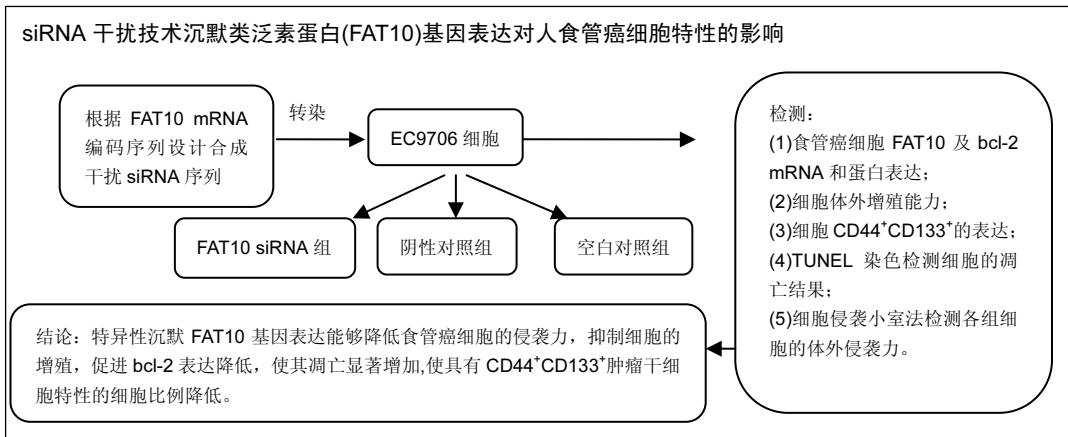 siRNA 干扰技术沉默类泛素蛋白(FAT10)基因表达对人食管癌细胞特性的影响
根据 FAT10 mRNA
编码序列设计合成
干扰 siRNA 序列
转染
EC9706 细胞
FAT10 siRNA 组
阴性对照组
空白对照组
检测：
(1)食管癌细胞 FAT10 及 bcl-2
mRNA 和蛋白表达；
(2)细胞体外增殖能力；
(3)细胞 CD44⁺CD133⁺的表达；
(4)TUNEL 染色检测细胞的凋
亡结果；
(5)细胞侵袭小室法检测各组细
胞的体外侵袭力。
结论：特异性沉默 FAT10 基因表达能够降低食管癌细胞的侵袭力，抑制细胞的
增殖，促进 bcl-2 表达降低，使其凋亡显著增加,使具有 CD44⁺CD133⁺肿瘤干细
胞特性的细胞比例降低。